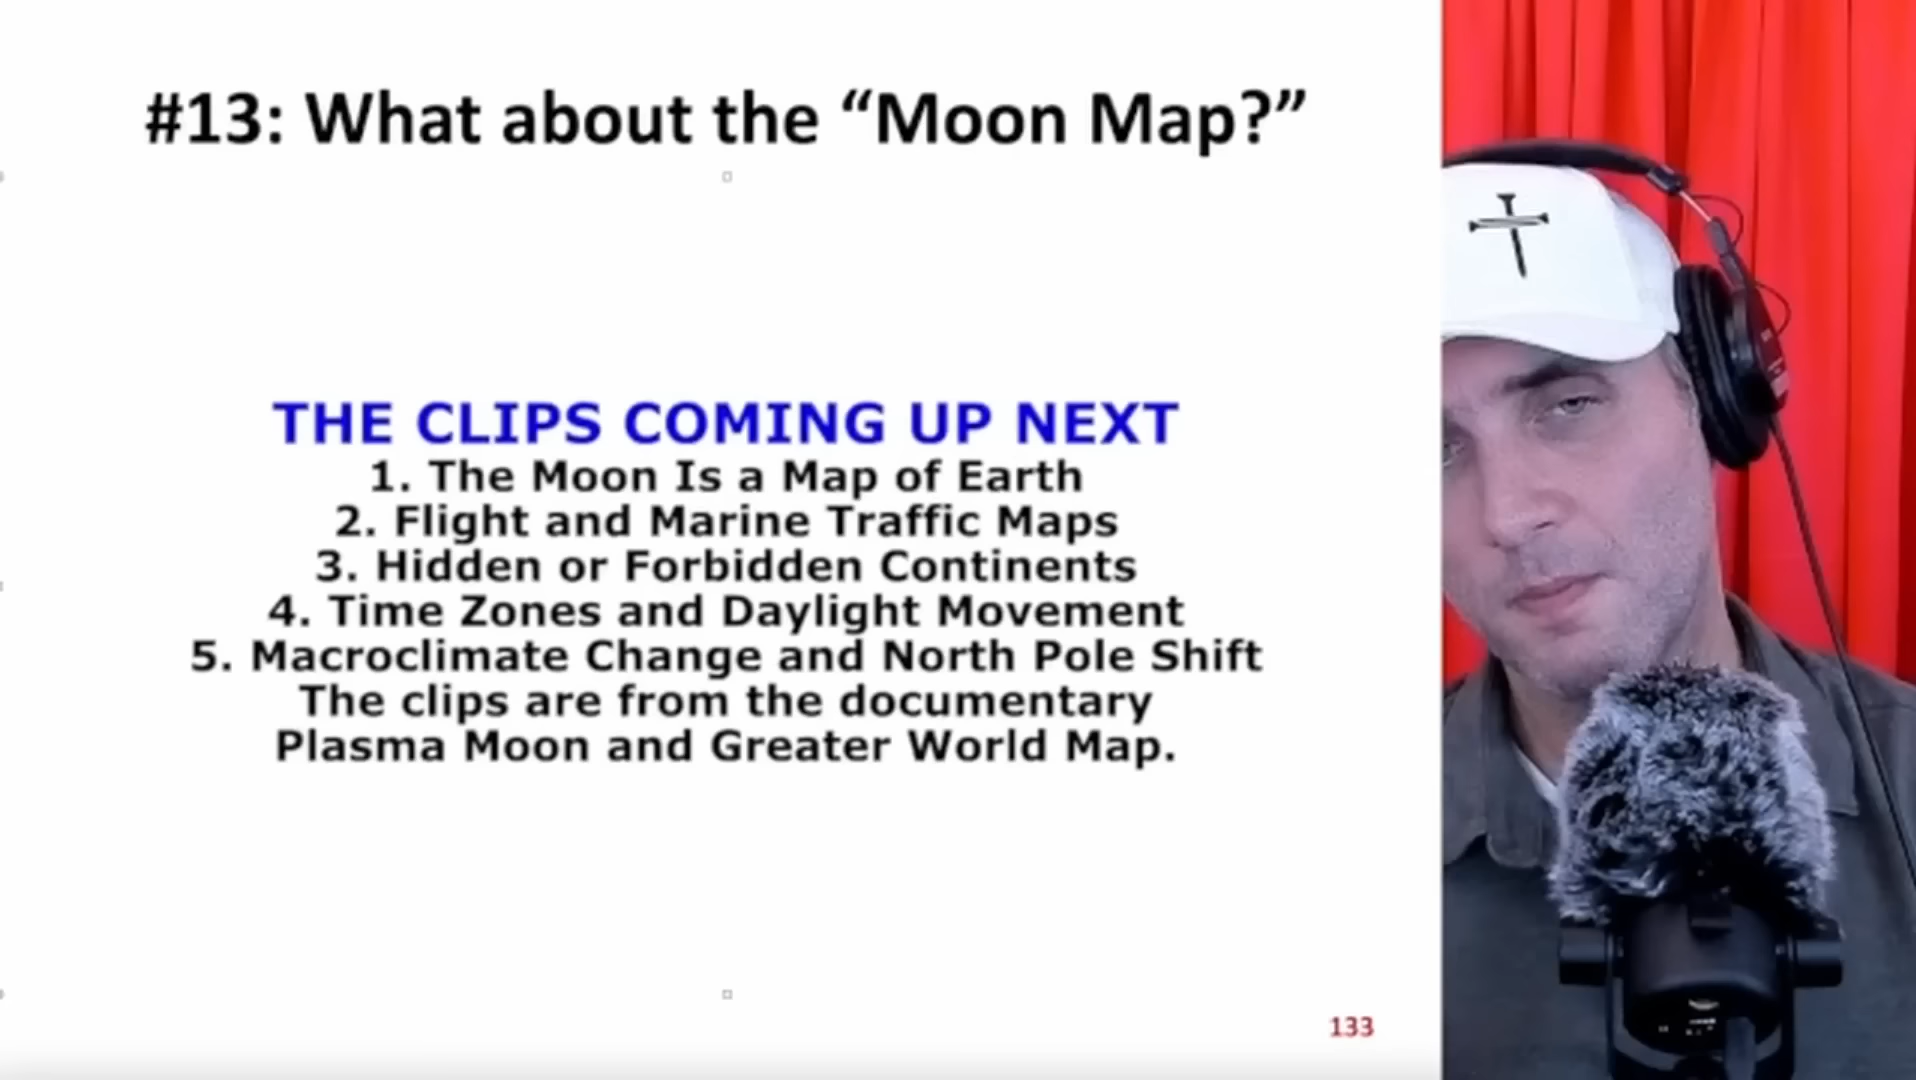 #13: What about the “Moon Map?”
THE CLIPS COMING UP NEXT
1. The Moon Is a Map of Earth
2. Flight and Marine Traffic Maps
3. Hidden or Forbidden Continents
4. Time Zones and Daylight Movement
5. Macroclimate Change and North Pole Shift
The clips are from the documentary
Plasma Moon and Greater World Map.
133